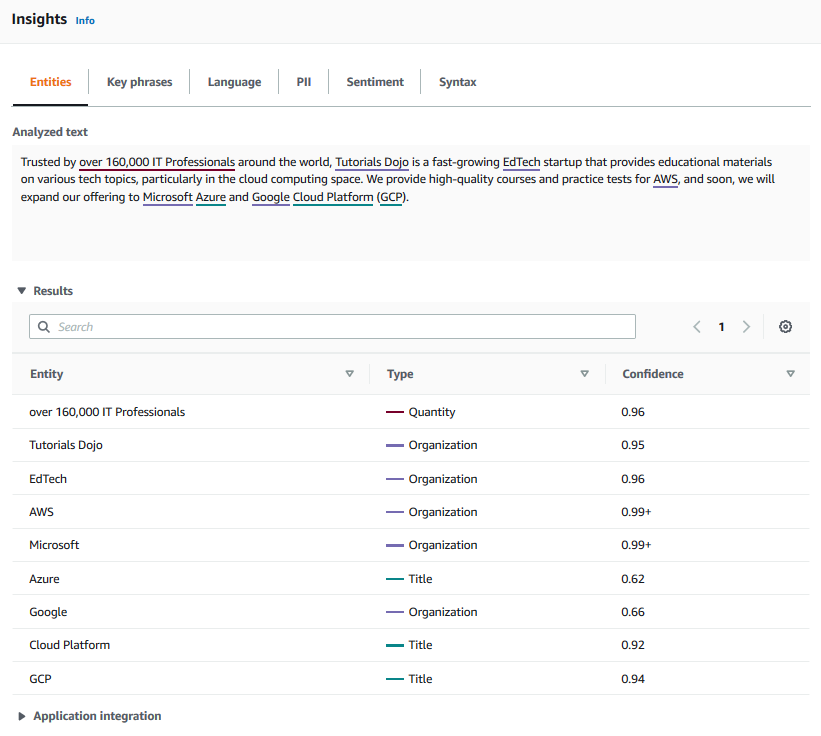 Insights Info
Entities Key phrases Language PII Sentiment Syntax
Analyzed text
Trusted by over 160,000 IT Professionals around the world, Tutorials Dojo is a fast-growing EdTech startup that provides educational materials
on various tech topics, particularly in the cloud computing space. We provide high-quality courses and practice tests for AWS, and soon, we will
expand our offering to Microsoft Azure and Google Cloud Platform (GCP).
Results
Search 1
Entity Type Confidence
over 160,000 IT Professionals Quantity 0.96
Tutorials Dojo Organization 0.95
EdTech Organization 0.96
AWS Organization 0.99+
Microsoft Organization 0.99+
Azure Title 0.62
Google Organization 0.66
Cloud Platform Title 0.92
GCP Title 0.94
Application integration